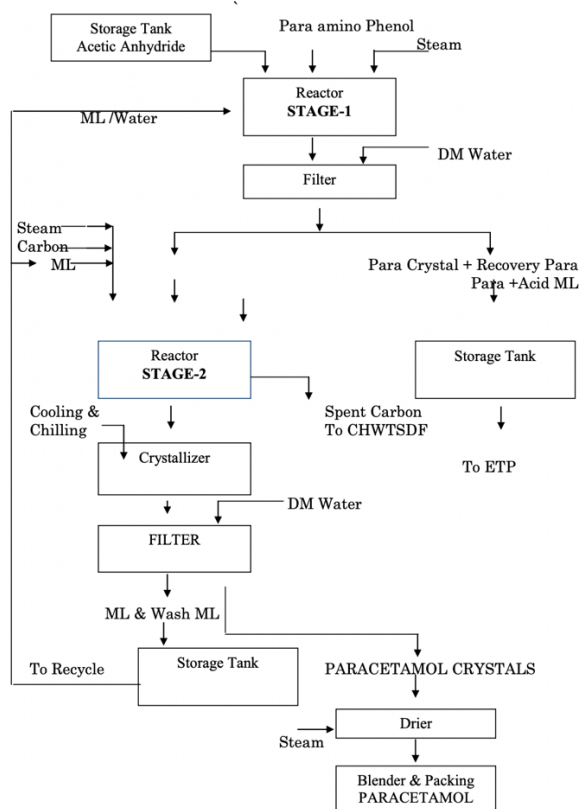 Storage Tank
Acetic Anhydride
Para amino Phenol
Steam
Reactor
STAGE-1
ML /Water
DM Water
Filter
Steam
Carbon
ML
Para Crystal + Recovery Para
Para +Acid ML
Reactor
STAGE-2
Storage Tank
Cooling &
Chilling
Spent Carbon
To CHWTSDF
Crystallizer
To ETP
DM Water
FILTER
ML & Wash ML
To Recycle
Storage Tank
PARACETAMOL CRYSTALS
Drier
Steam
Blender & Packing
PARACETAMOL